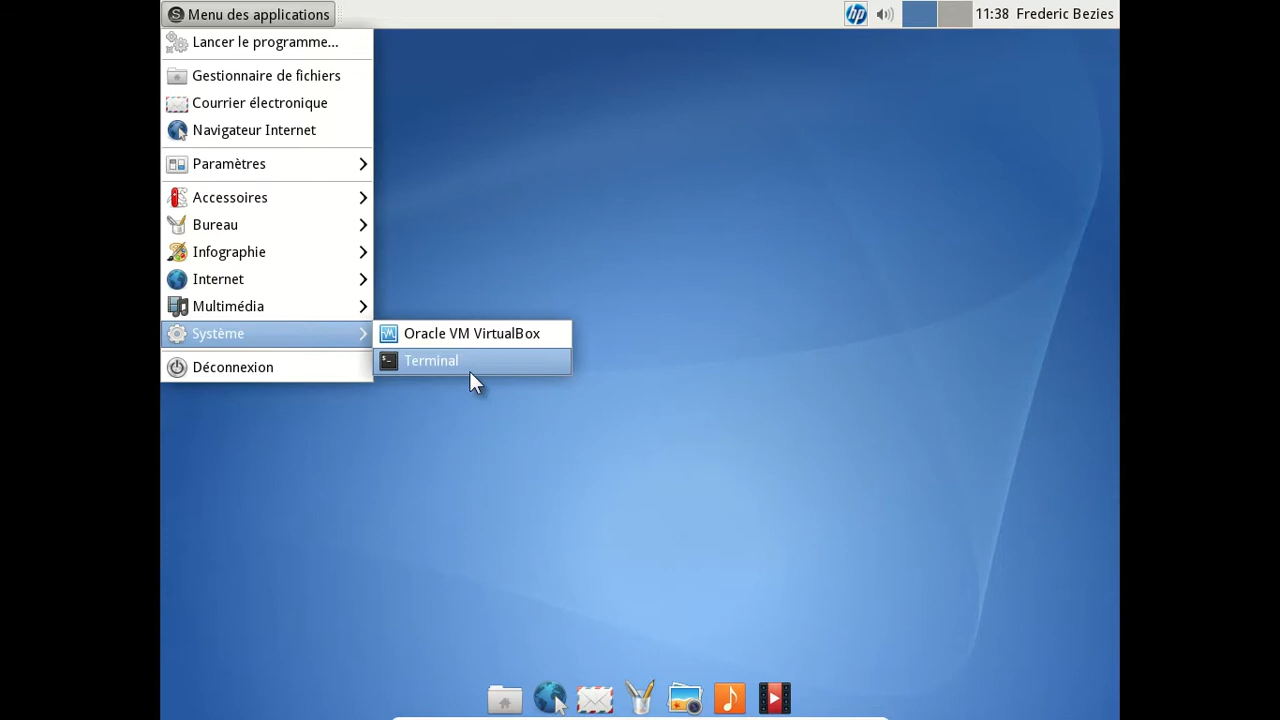 Menu des applications
11:38 Frederic Bezies
Lancer le programme...
Gestionnaire de fichiers
Courrier électronique
Navigateur Internet
Paramètres
Accessoires
Bureau
Infographie
Internet
Multimédia
Système
Oracle VM VirtualBox
Terminal
Déconnexion